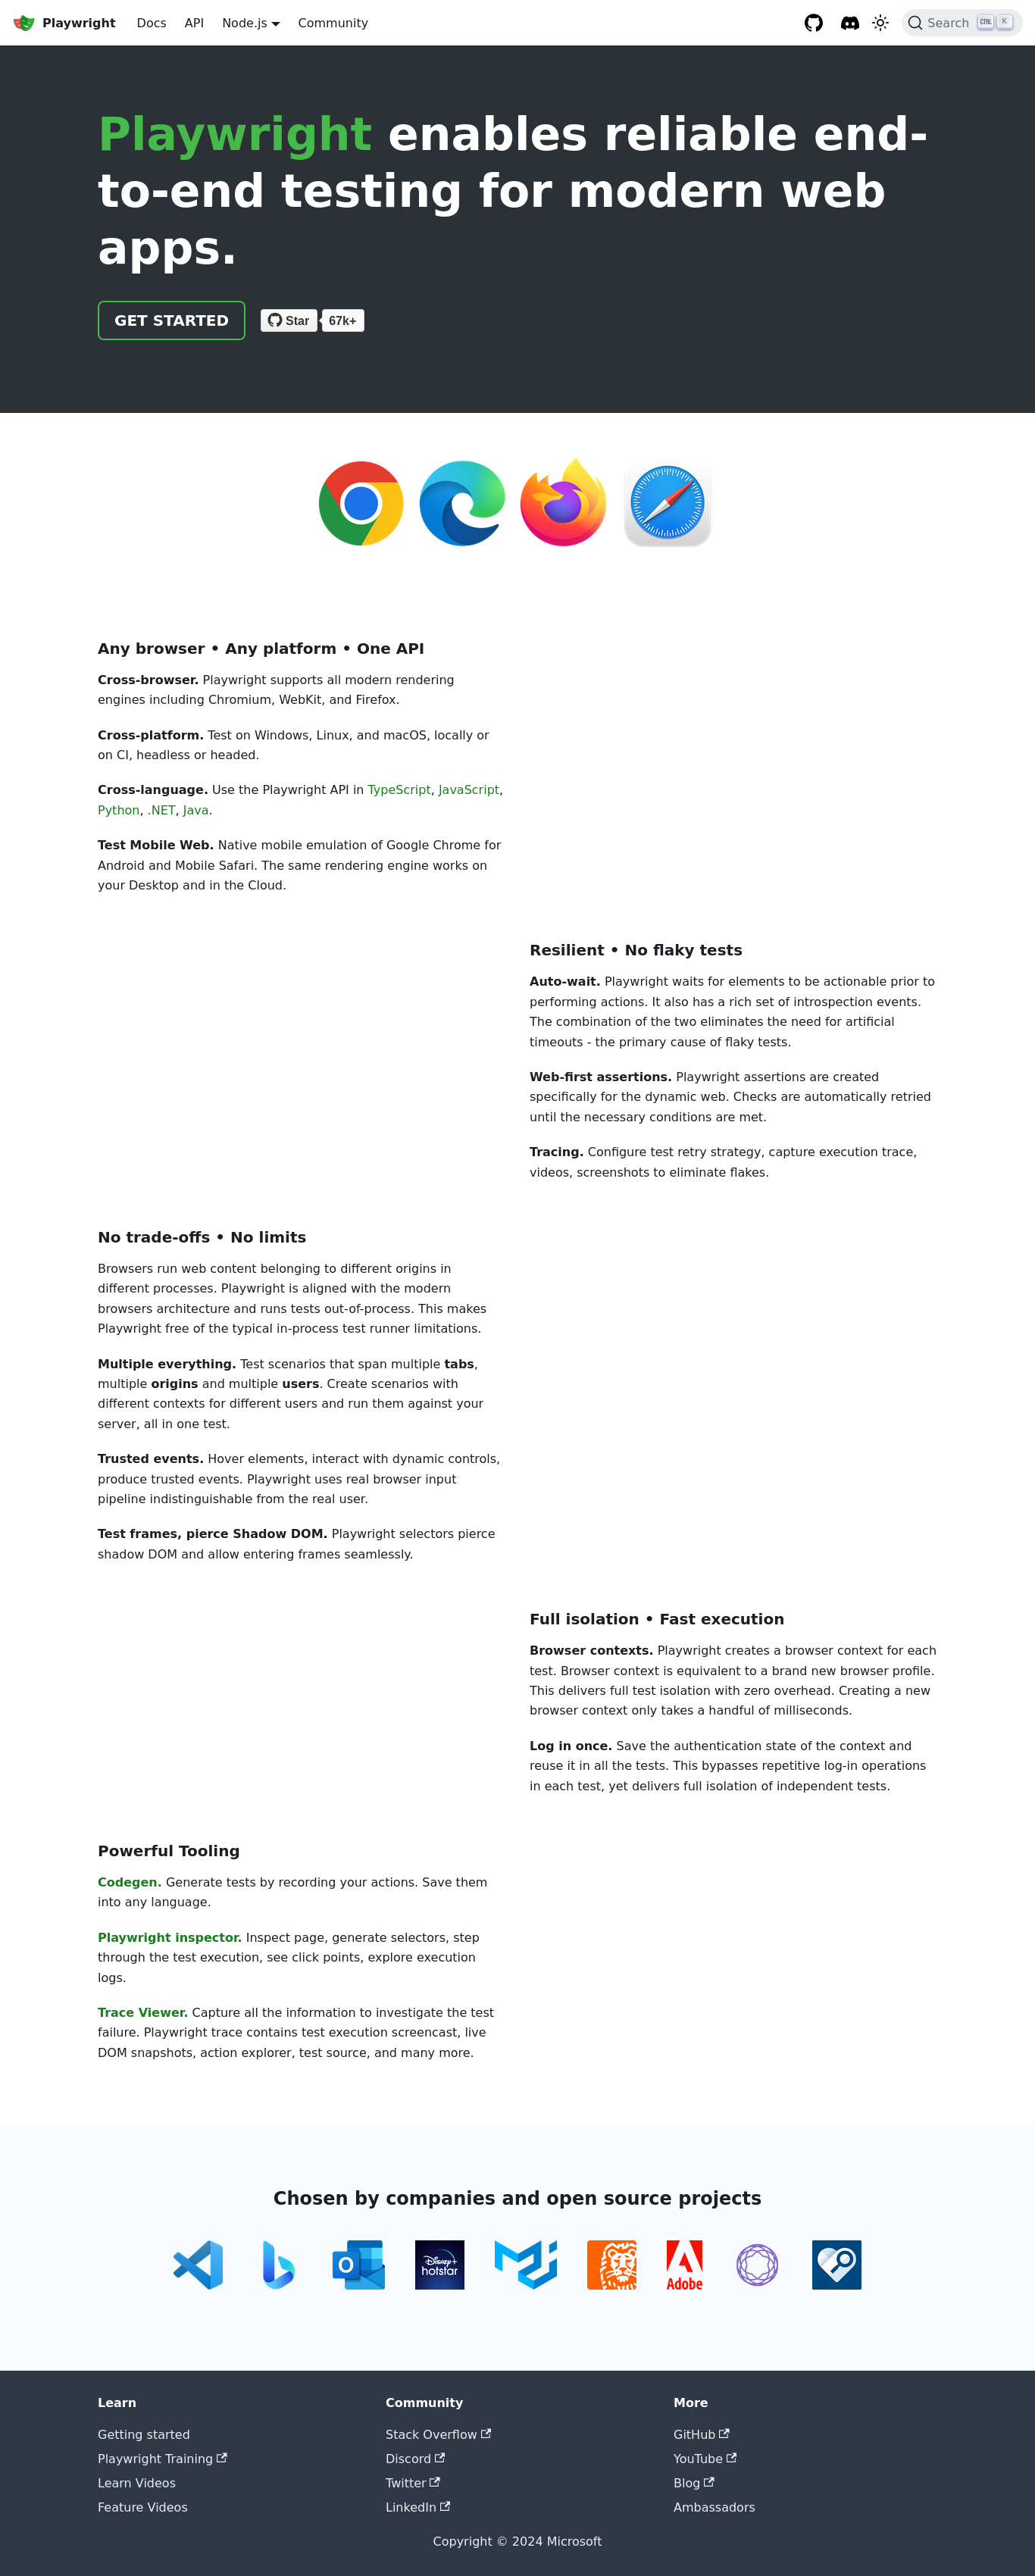 Playwright Docs API Node.js Community Search CTRL K
Playwright enables reliable end-
to-end testing for modern web
apps.
GET STARTED Star 67k+
Any browser • Any platform • One API
Cross-browser. Playwright supports all modern rendering
engines including Chromium, WebKit, and Firefox.
Cross-platform. Test on Windows, Linux, and macOS, locally or
on CI, headless or headed.
Cross-language. Use the Playwright API in TypeScript, JavaScript,
Python, .NET, Java.
Test Mobile Web. Native mobile emulation of Google Chrome for
Android and Mobile Safari. The same rendering engine works on
your Desktop and in the Cloud.
Resilient • No flaky tests
Auto-wait. Playwright waits for elements to be actionable prior to
performing actions. It also has a rich set of introspection events.
The combination of the two eliminates the need for artificial
timeouts - the primary cause of flaky tests.
Web-first assertions. Playwright assertions are created
specifically for the dynamic web. Checks are automatically retried
until the necessary conditions are met.
Tracing. Configure test retry strategy, capture execution trace,
videos, screenshots to eliminate flakes.
No trade-offs • No limits
Browsers run web content belonging to different origins in
different processes. Playwright is aligned with the modern
browsers architecture and runs tests out-of-process. This makes
Playwright free of the typical in-process test runner limitations.
Multiple everything. Test scenarios that span multiple tabs,
multiple origins and multiple users. Create scenarios with
different contexts for different users and run them against your
server, all in one test.
Trusted events. Hover elements, interact with dynamic controls,
produce trusted events. Playwright uses real browser input
pipeline indistinguishable from the real user.
Test frames, pierce Shadow DOM. Playwright selectors pierce
shadow DOM and allow entering frames seamlessly.
Full isolation • Fast execution
Browser contexts. Playwright creates a browser context for each
test. Browser context is equivalent to a brand new browser profile.
This delivers full test isolation with zero overhead. Creating a new
browser context only takes a handful of milliseconds.
Log in once. Save the authentication state of the context and
reuse it in all the tests. This bypasses repetitive log-in operations
in each test, yet delivers full isolation of independent tests.
Powerful Tooling
Codegen. Generate tests by recording your actions. Save them
into any language.
Playwright inspector. Inspect page, generate selectors, step
through the test execution, see click points, explore execution
logs.
Trace Viewer. Capture all the information to investigate the test
failure. Playwright trace contains test execution screencast, live
DOM snapshots, action explorer, test source, and many more.
Chosen by companies and open source projects
O
Disney+
hotstar
Adobe
Learn Community More
Getting started Stack Overflow GitHub
Playwright Training Discord YouTube
Learn Videos Twitter Blog
Feature Videos LinkedIn Ambassadors
Copyright © 2024 Microsoft